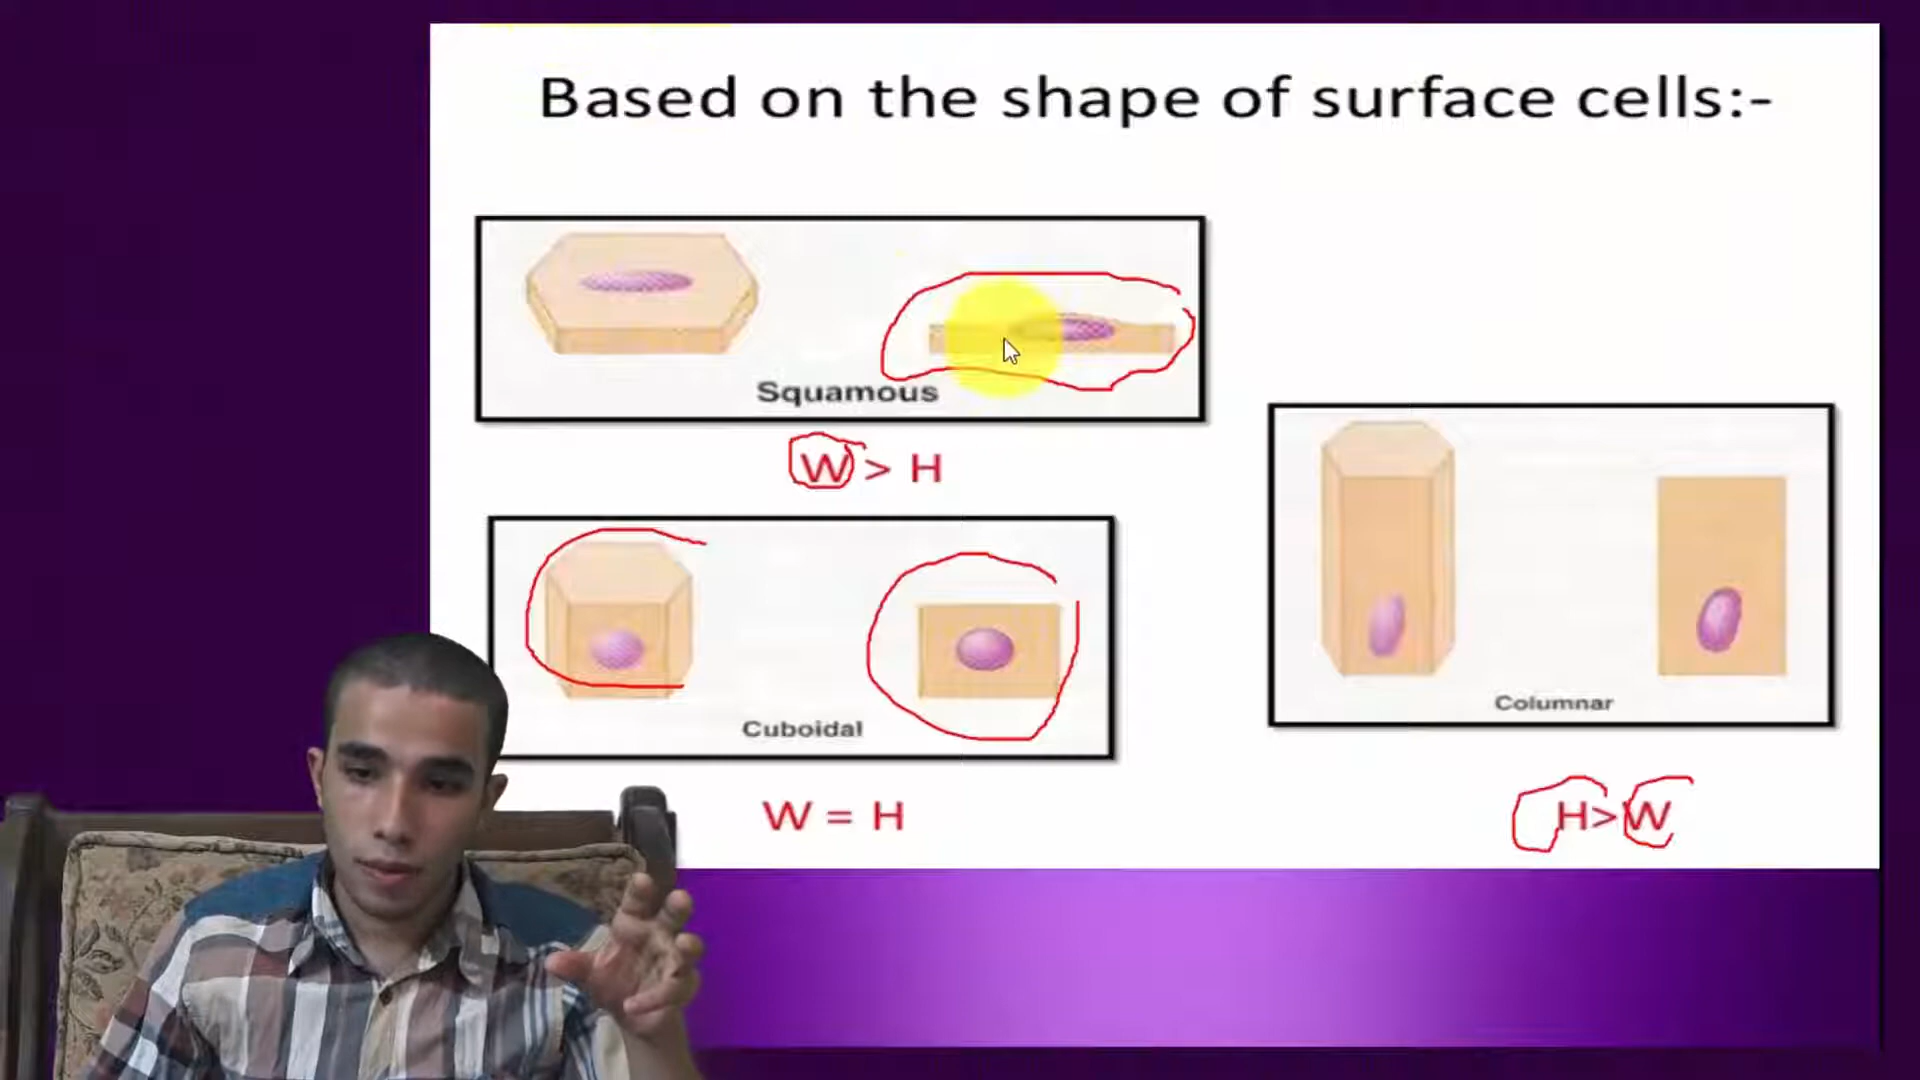 Based on the shape of surface cells:-
Squamous
W > H
Cuboidal
W = H
Columnar
H>W